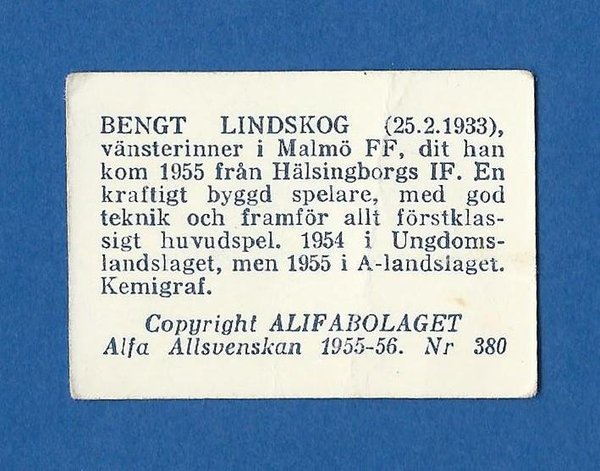 BENGT LINDSKOG (25.2.1933),
vänsterinner i Malmö FF, dit han
kom 1955 från Hälsingborgs IF. En
kraftigt byggd spelare, med god
teknik och framför allt förstklas-
sigt huvudspel. 1954 i Ungdoms-
landslaget, men 1955 i A-landslaget.
Kemigraf.
Copyright ALIFABOLAGET
Alfa Allsvenskan 1955-56. Nr 380